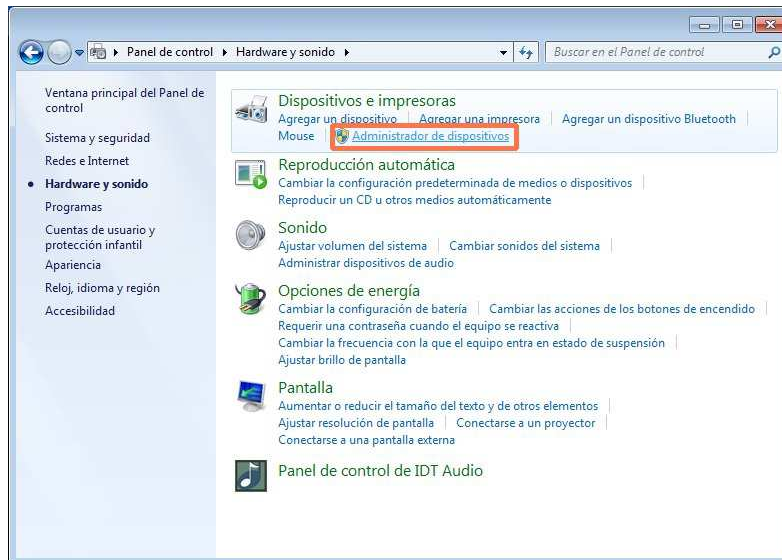 Panel de control Hardware y sonido
Buscar en el Panel de control
Ventana principal del Panel de
control
Sistema y seguridad
Redes e Internet
Hardware y sonido
Programas
Cuentas de usuario y
protección infantil
Apariencia
Reloj, idioma y región
Accesibilidad
Dispositivos e impresoras
Agregar un dispositivo Agregar una impresora Agregar un dispositivo Bluetooth
Mouse Administrador de dispositivos
Reproducción automática
Cambiar la configuración predeterminada de medios o dispositivos
Reproducir un CD u otros medios automáticamente
Sonido
Ajustar volumen del sistema Cambiar sonidos del sistema
Administrar dispositivos de audio
Opciones de energía
Cambiar la configuración de batería Cambiar las acciones de los botones de encendido
Requerir una contraseña cuando el equipo se reactiva
Cambiar la frecuencia con la que el equipo entra en estado de suspensión
Ajustar brillo de pantalla
Pantalla
Aumentar o reducir el tamaño del texto y de otros elementos
Ajustar resolución de pantalla Conectarse a un proyector
Conectarse a una pantalla externa
Panel de control de IDT Audio